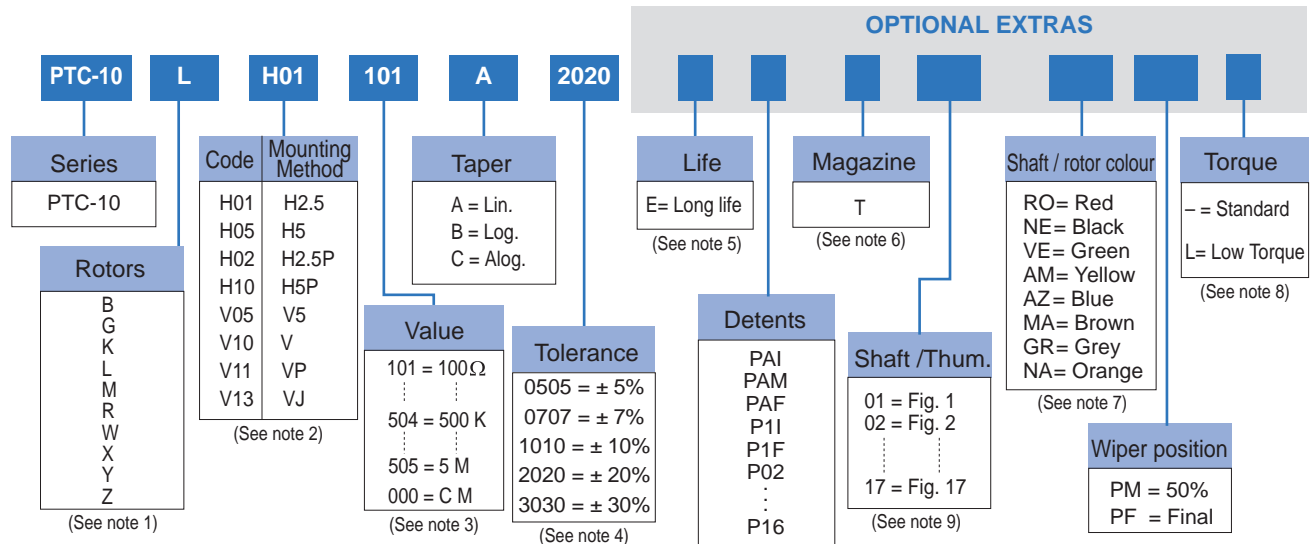 OPTIONAL EXTRAS
PTC-10 L H01 101 A 2020
Series
PTC-10
Rotors
B
G
K
L
M
R
W
X
Y
Z
(See note 1)
Code Mounting Method
H01 H2.5
H05 H5
H02 H2.5P
H10 H5P
V05 V5
V10 V
V11 VP
V13 VJ
(See note 2)
Value
101 = 100Ω
504 = 500 K
505 = 5 M
000 = C M
(See note 3)
Taper
A = Lin.
B = Log.
C = Alog.
Tolerance
0505 = ± 5%
0707 = ± 7%
1010 = ± 10%
2020 = ± 20%
3030 = ± 30%
(See note 4)
Life
E= Long life
(See note 5)
Detents
PAI
PAM
PAF
P1I
P1F
P02
:
:
P16
Magazine
T
(See note 6)
Shaft /Thum.
01 = Fig. 1
02 = Fig. 2
17 = Fig. 17
(See note 9)
Shaft / rotor colour
RO= Red
NE= Black
VE= Green
AM= Yellow
AZ= Blue
MA= Brown
GR= Grey
NA= Orange
(See note 7)
Wiper position
PM = 50%
PF = Final
Torque
– = Standard
L= Low Torque
(See note 8)